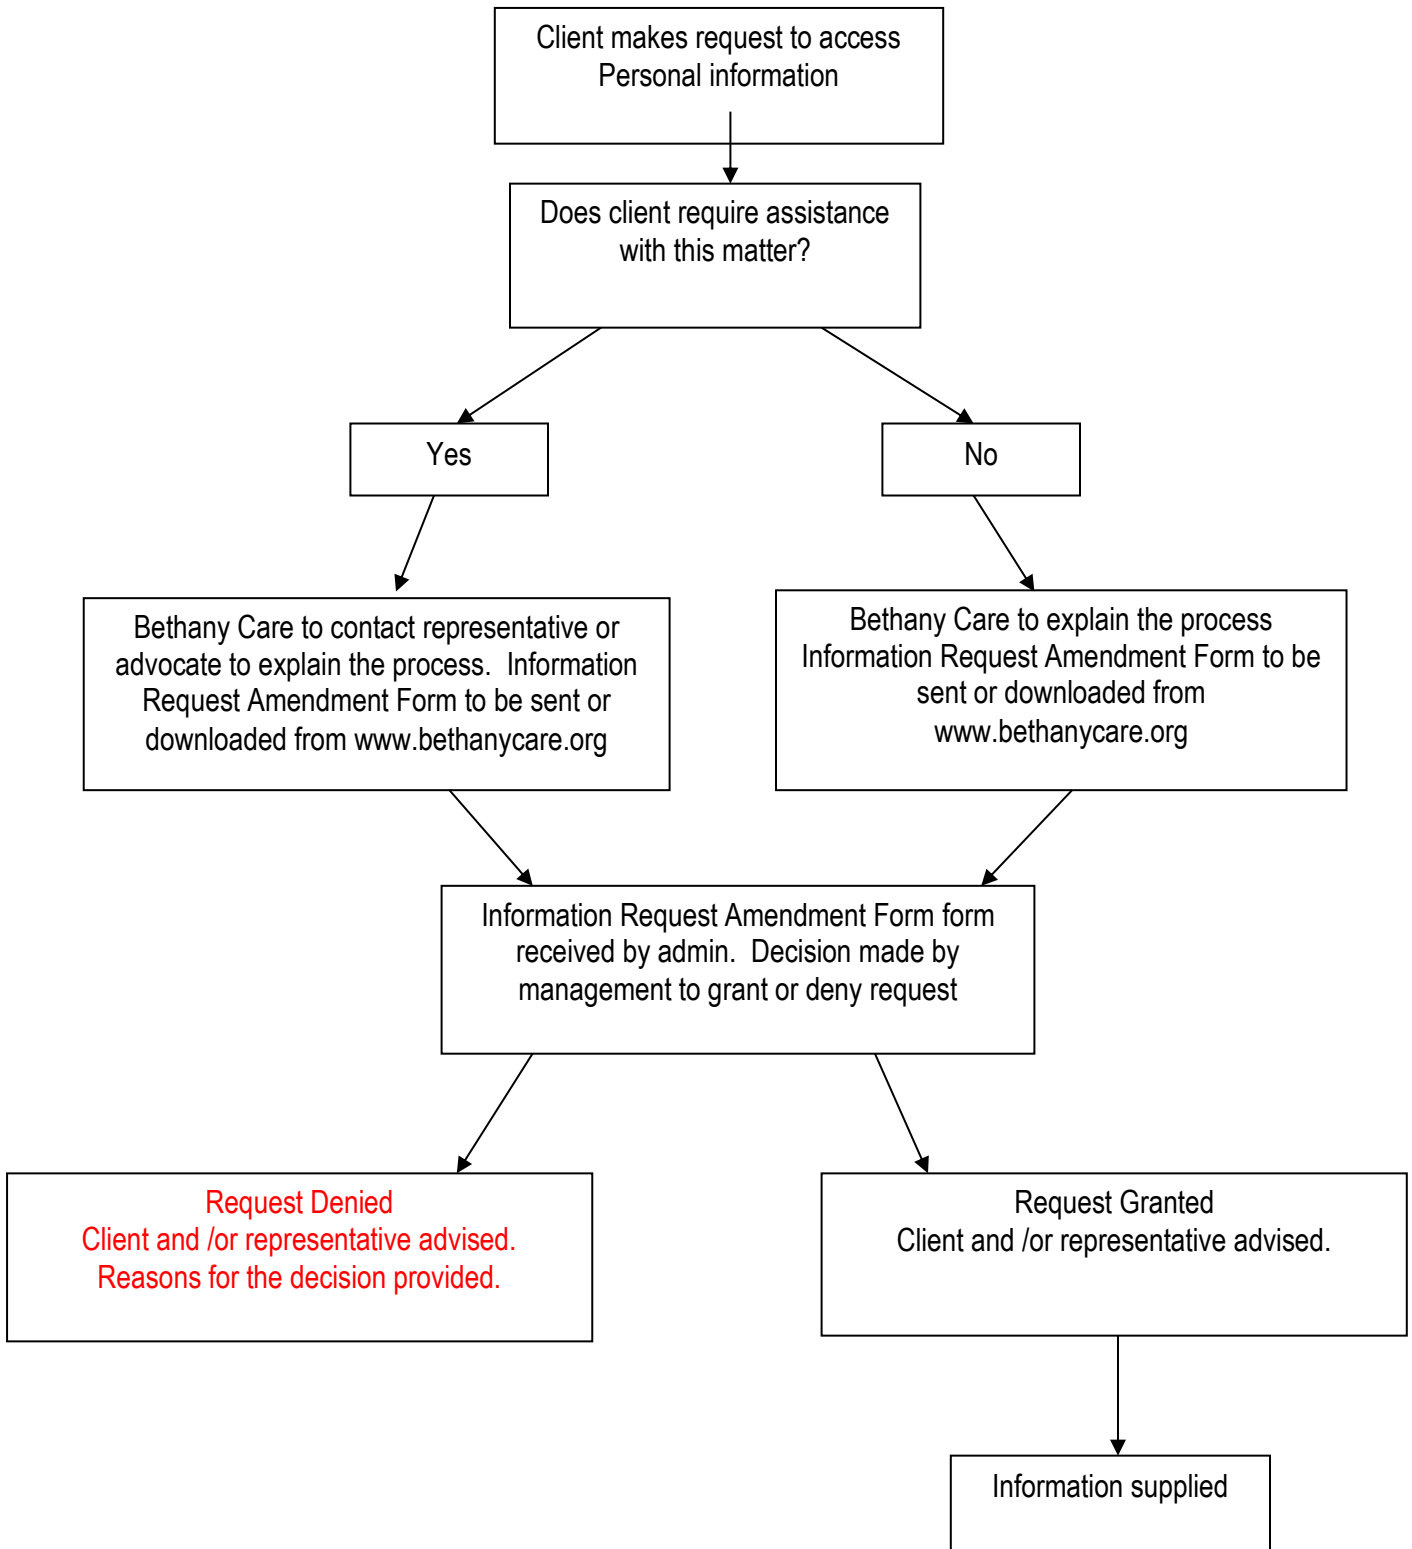 Client makes request to access
Personal information
Does client require assistance
with this matter?
Yes
No
Bethany Care to contact representative or
advocate to explain the process.  Information
Request Amendment Form to be sent or
downloaded from www.bethanycare.org
Bethany Care to explain the process
Information Request Amendment Form to be
sent or downloaded from
www.bethanycare.org
Information Request Amendment Form form
received by admin.  Decision made by
management to grant or deny request
Request Denied
Client and /or representative advised.
Reasons for the decision provided.
Request Granted
Client and /or representative advised.
Information supplied